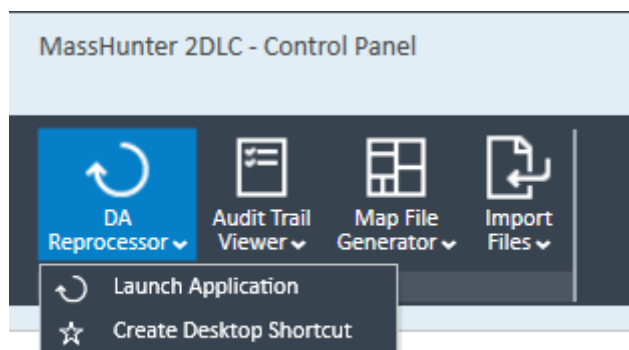 MassHunter 2DLC - Control Panel
DA Reprocessor
Audit Trail Viewer
Map File Generator
Import Files
Launch Application
Create Desktop Shortcut